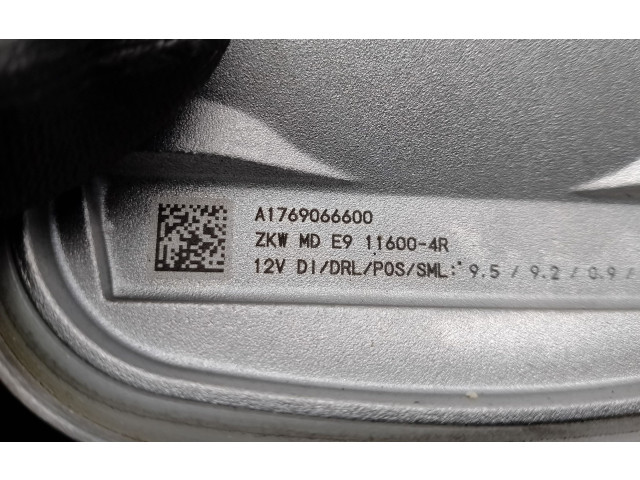 A1769066600
ZKW MD E9 11600-4R
12V DI/DRL/POS/SML: 9.5 / 9.2 / 0.9 /